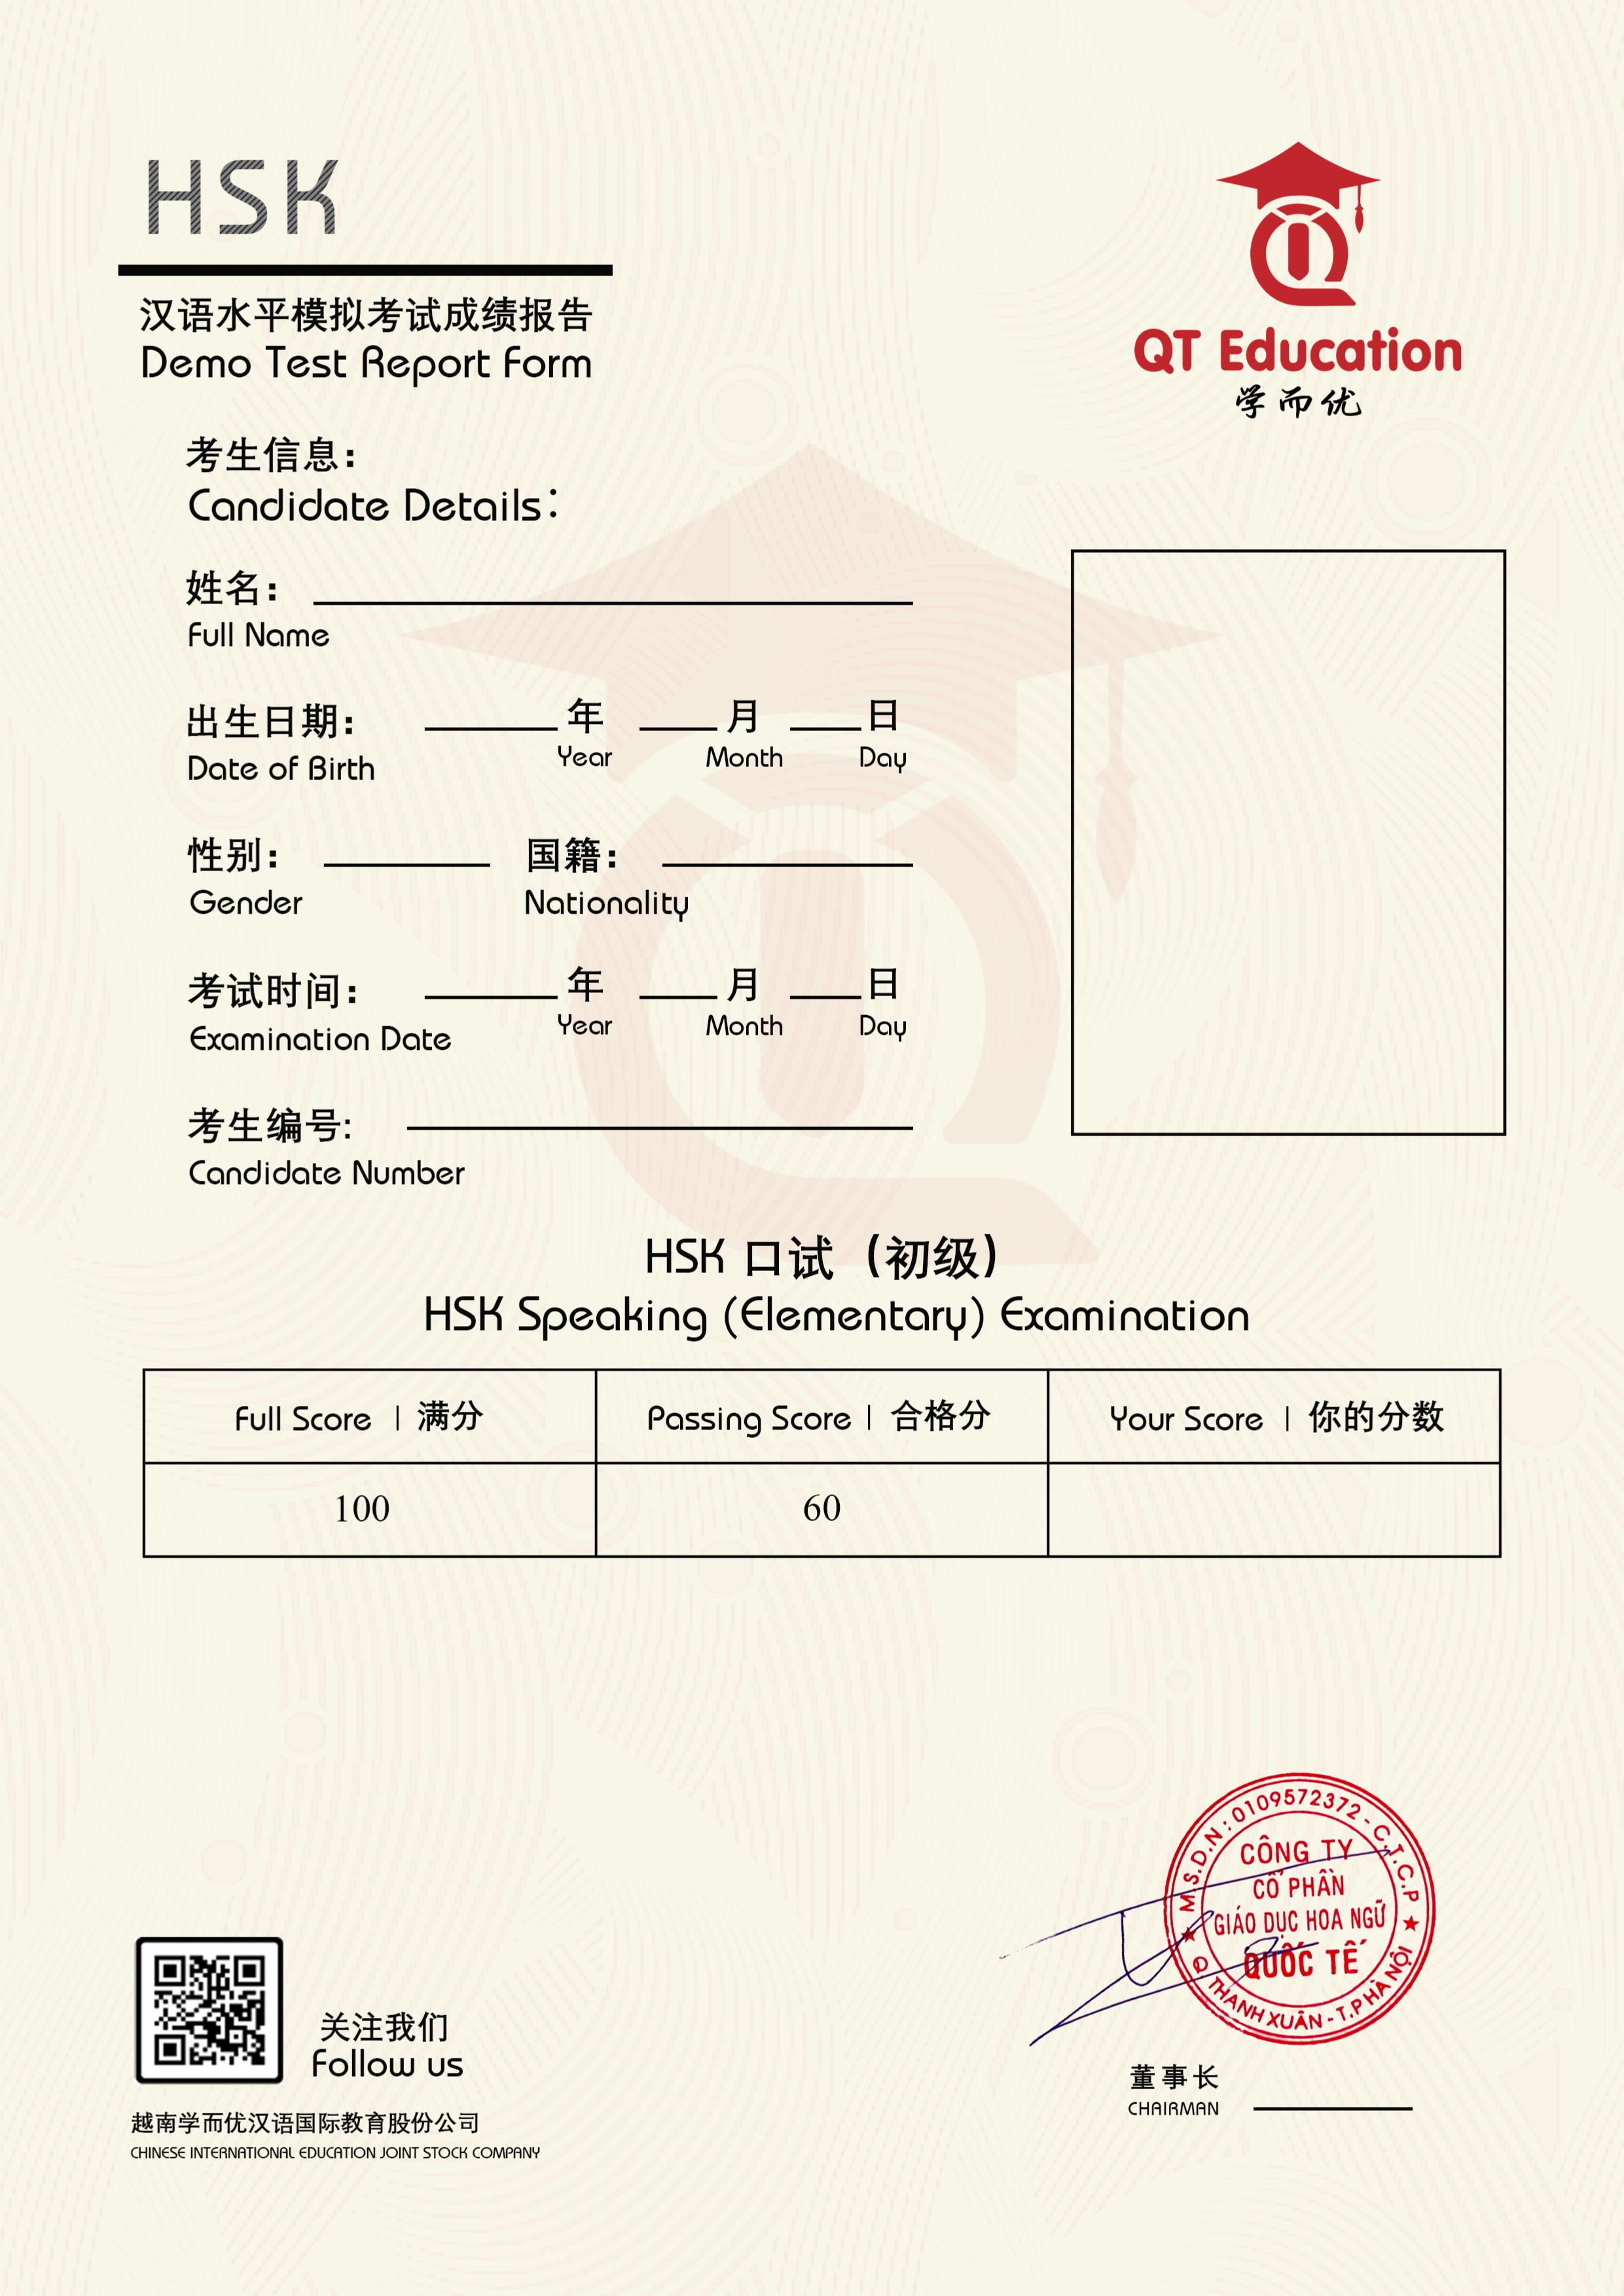 HSK
汉语水平模拟考试成绩报告
Demo Test Report Form
QT Education
学而优
考生信息：
Candidate Details：
姓名：
Full Name
出生日期： 年 月 日
Date of Birth Year Month Day
性别： 国籍：
Gender Nationality
考试时间： 年 月 日
Examination Date Year Month Day
考生编号:
Candidate Number
HSK 口试（初级）
HSK Speaking (Elementary) Examination
Full Score | 满分 Passing Score | 合格分 Your Score | 你的分数
100 60
M.S.D.N: 0109572372 - C.T.C.P
CÔNG TY
CỔ PHẦN
GIÁO DỤC HOA NGỮ
QUỐC TẾ
Q THANH XUÂN - T.P HÀ NỘI
关注我们
Follow us
董事长
CHAIRMAN
越南学而优汉语国际教育股份公司
CHINESE INTERNATIONAL EDUCATION JOINT STOCK COMPANY